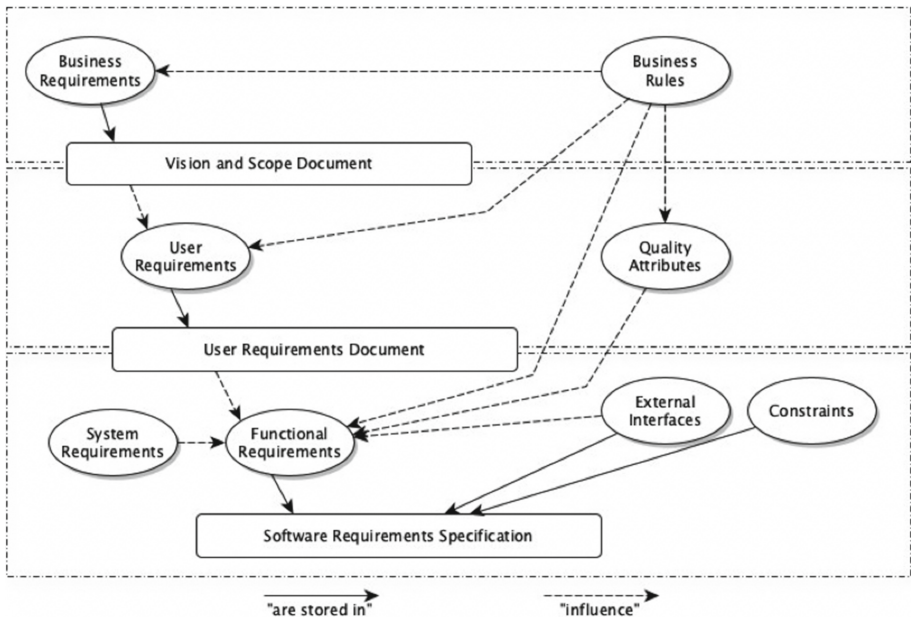 Business
Requirements
Business
Rules
Vision and Scope Document
User
Requirements
Quality
Attributes
User Requirements Document
External
Interfaces
Constraints
System
Requirements
Functional
Requirements
Software Requirements Specification
"are stored in"
"influence"